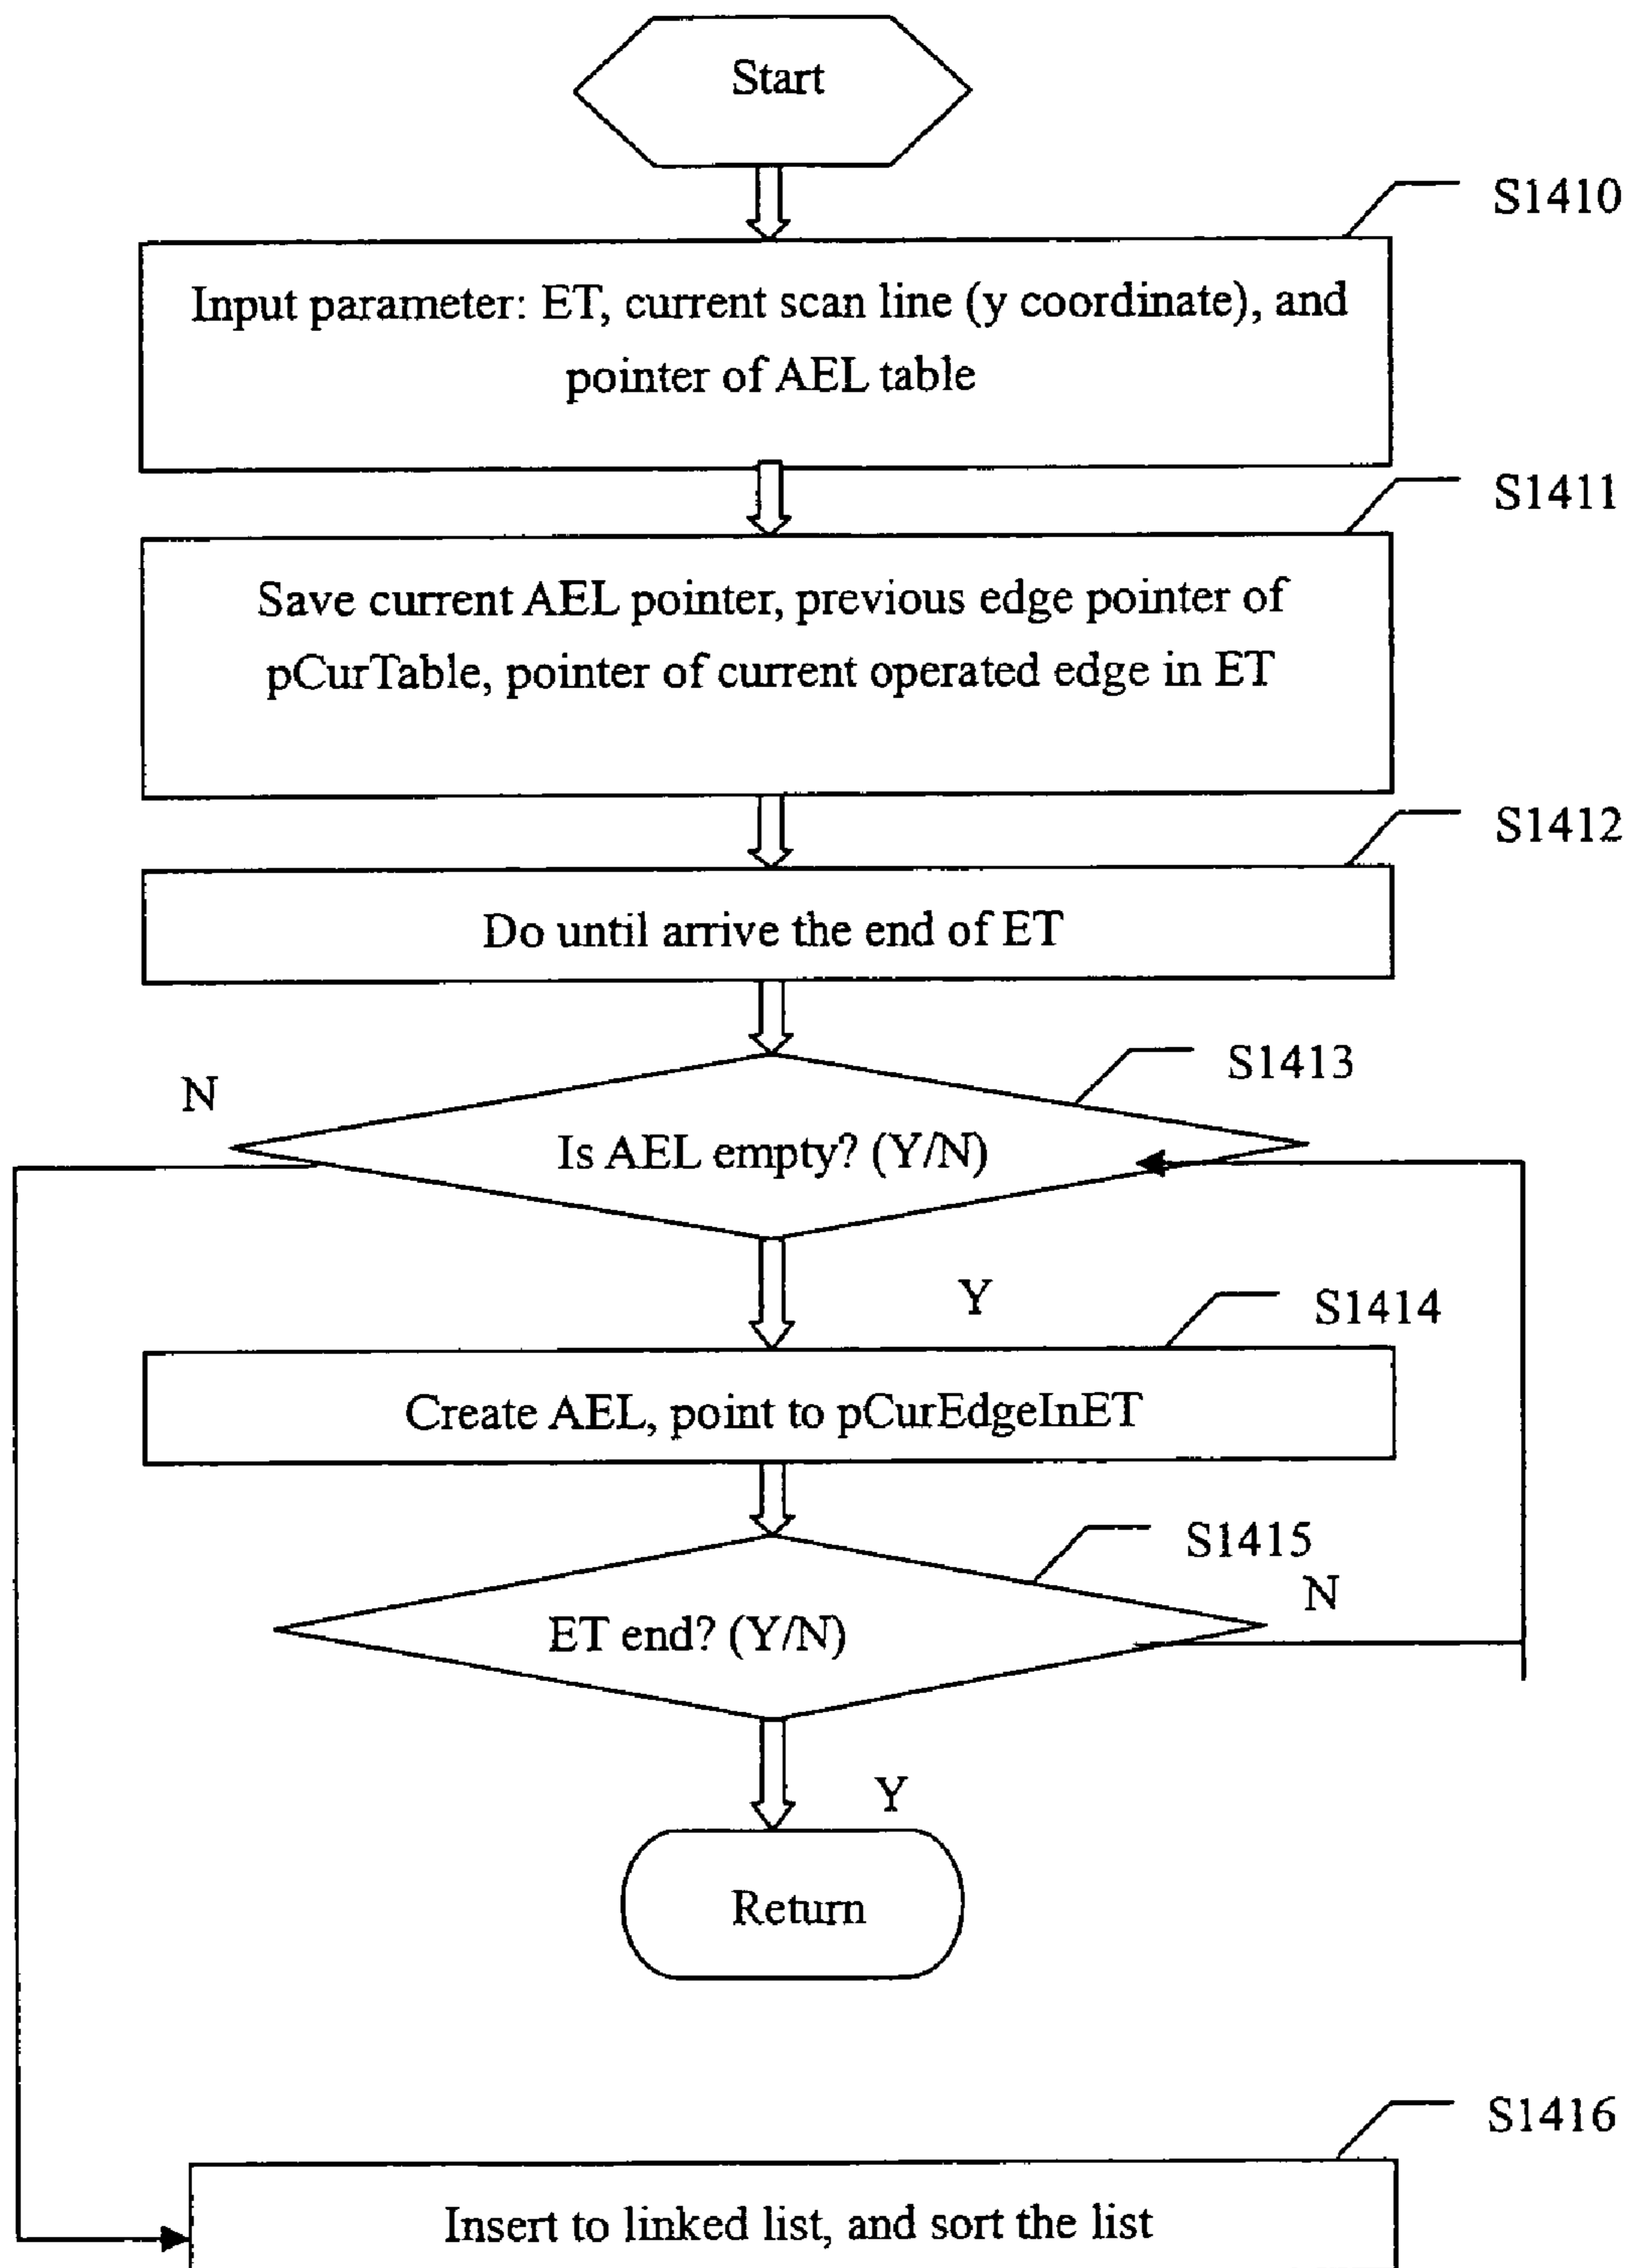 Start
S1410
Input parameter: ET, current scan line (y coordinate), and
pointer of AEL table
S1411
Save current AEL pointer, previous edge pointer of
pCurTable, pointer of current operated edge in ET
S1412
Do until arrive the end of ET
S1413
N
Is AEL empty? (Y/N)
Y
S1414
Create AEL, point to pCurEdgeInET
S1415
N
ET end? (Y/N)
Y
Return
S1416
Insert to linked list, and sort the list